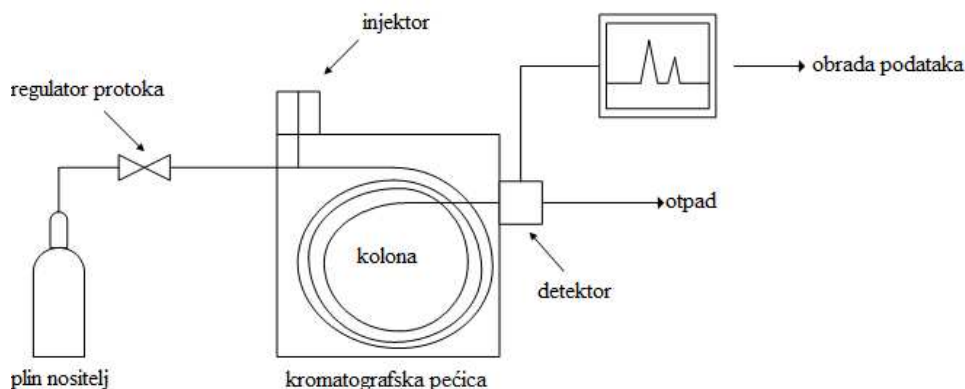 injektor
obrada podataka
regulator protoka
otpad
kolona
detektor
plin nositelj
kromatografska pećica